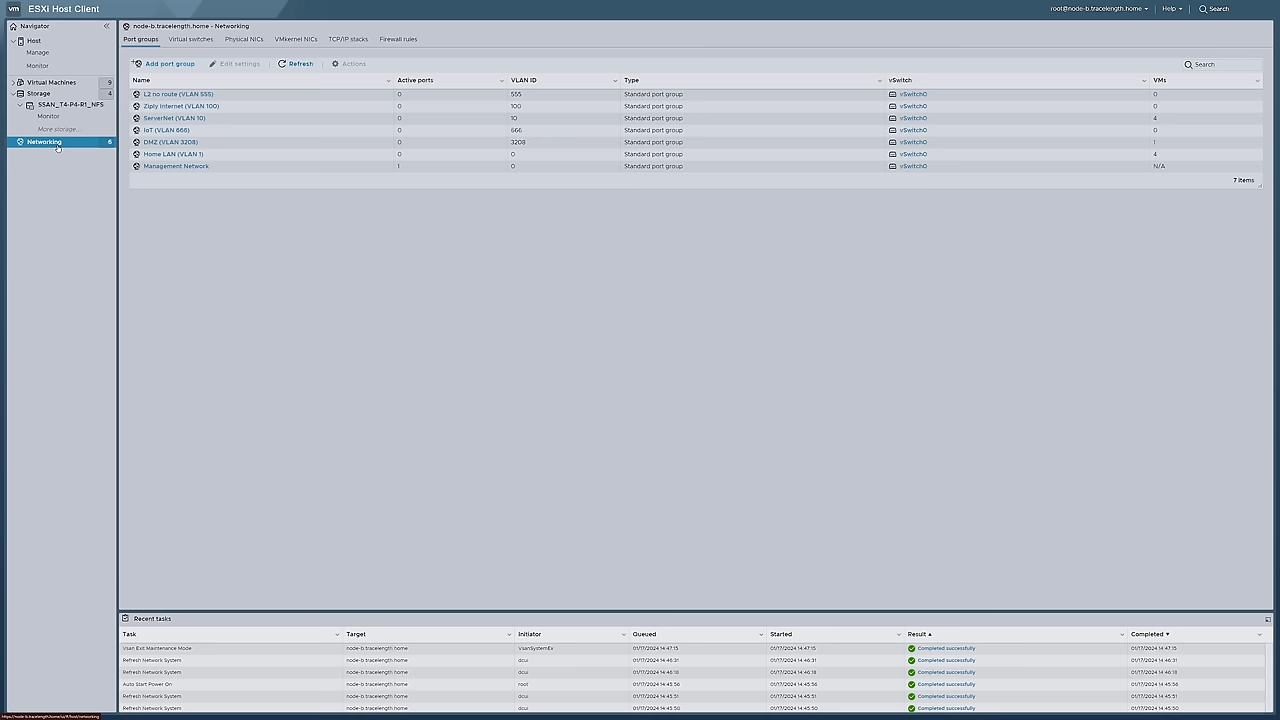 vm ESXi Host Client root@node-b.tracelength.home Help Search
Navigator
Host
Manage
Monitor
Virtual Machines 9
Storage 4
SSAN_T4-P4-R1_NFS
Monitor
More storage...
Networking 6
node-b.tracelength.home - Networking
Port groups Virtual switches Physical NICs VMkernel NICs TCP/IP stacks Firewall rules
Add port group Edit settings Refresh Actions Search
Name Active ports VLAN ID Type vSwitch VMs
L2 no route (VLAN 555) 0 555 Standard port group vSwitch0 0
Ziply Internet (VLAN 100) 0 100 Standard port group vSwitch0 0
ServerNet (VLAN 10) 0 10 Standard port group vSwitch0 4
IoT (VLAN 666) 0 666 Standard port group vSwitch0 0
DMZ (VLAN 3208) 0 3208 Standard port group vSwitch0 1
Home LAN (VLAN 1) 0 0 Standard port group vSwitch0 4
Management Network 1 0 Standard port group vSwitch0 N/A
7 items
Recent tasks
Task Target Initiator Queued Started Result Completed
Vsan Exit Maintenance Mode node-b.tracelength.home VsanSystemEx 01/17/2024 14:47:15 01/17/2024 14:47:15 Completed successfully 01/17/2024 14:47:15
Refresh Network System node-b.tracelength.home dcui 01/17/2024 14:46:31 01/17/2024 14:46:31 Completed successfully 01/17/2024 14:46:31
Refresh Network System node-b.tracelength.home dcui 01/17/2024 14:46:18 01/17/2024 14:46:18 Completed successfully 01/17/2024 14:46:18
Auto Start Power On node-b.tracelength.home root 01/17/2024 14:45:56 01/17/2024 14:45:56 Completed successfully 01/17/2024 14:45:56
Refresh Network System node-b.tracelength.home dcui 01/17/2024 14:45:51 01/17/2024 14:45:51 Completed successfully 01/17/2024 14:45:51
Refresh Network System node-b.tracelength.home dcui 01/17/2024 14:45:50 01/17/2024 14:45:50 Completed successfully 01/17/2024 14:45:50
https://node-b.tracelength.home/ui/#/host/networking